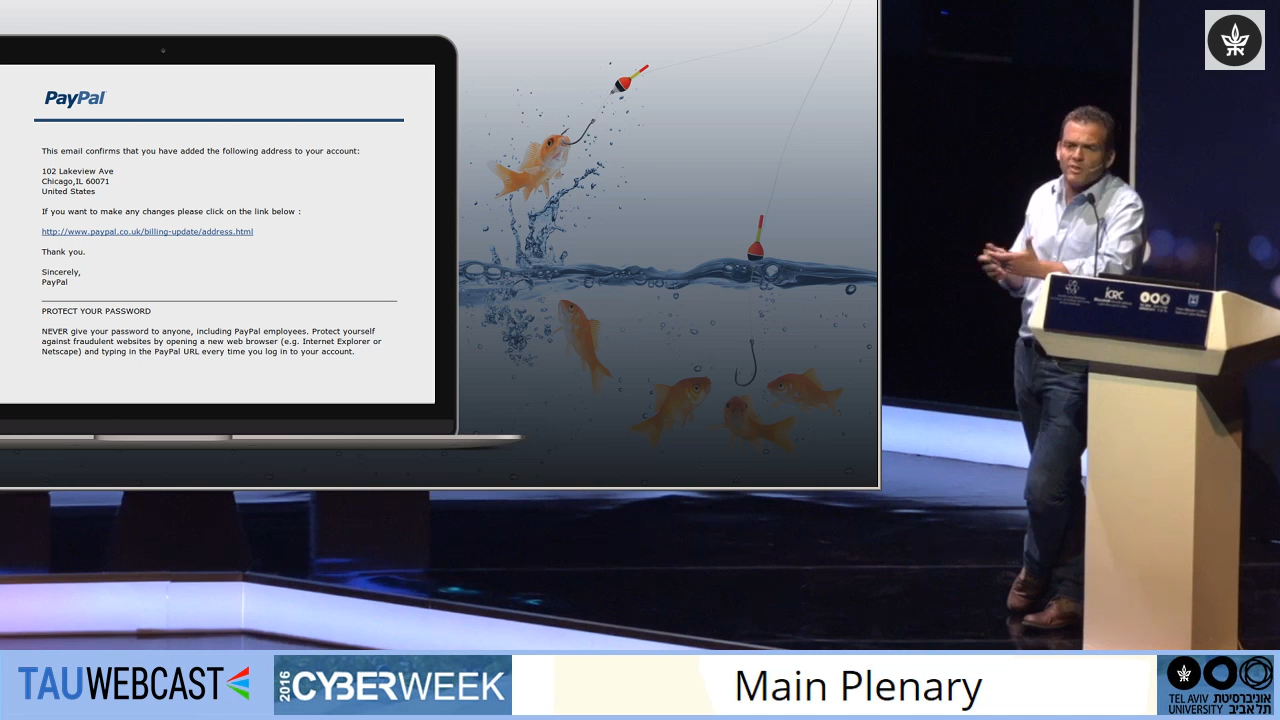 PayPal
This email confirms that you have added the following address to your account:
102 Lakeview Ave
Chicago,IL 60071
United States
If you want to make any changes please click on the link below :
http://www.paypal.co.uk/billing-update/address.html
Thank you.
Sincerely,
PayPal
PROTECT YOUR PASSWORD
NEVER give your password to anyone, including PayPal employees. Protect yourself
against fraudulent websites by opening a new web browser (e.g. Internet Explorer or
Netscape) and typing in the PayPal URL every time you log in to your account.
ICRC
TAUWEBCAST
2016 CYBERWEEK
Main Plenary
TEL AVIV אוניברסיטת
UNIVERSITY תל אביב